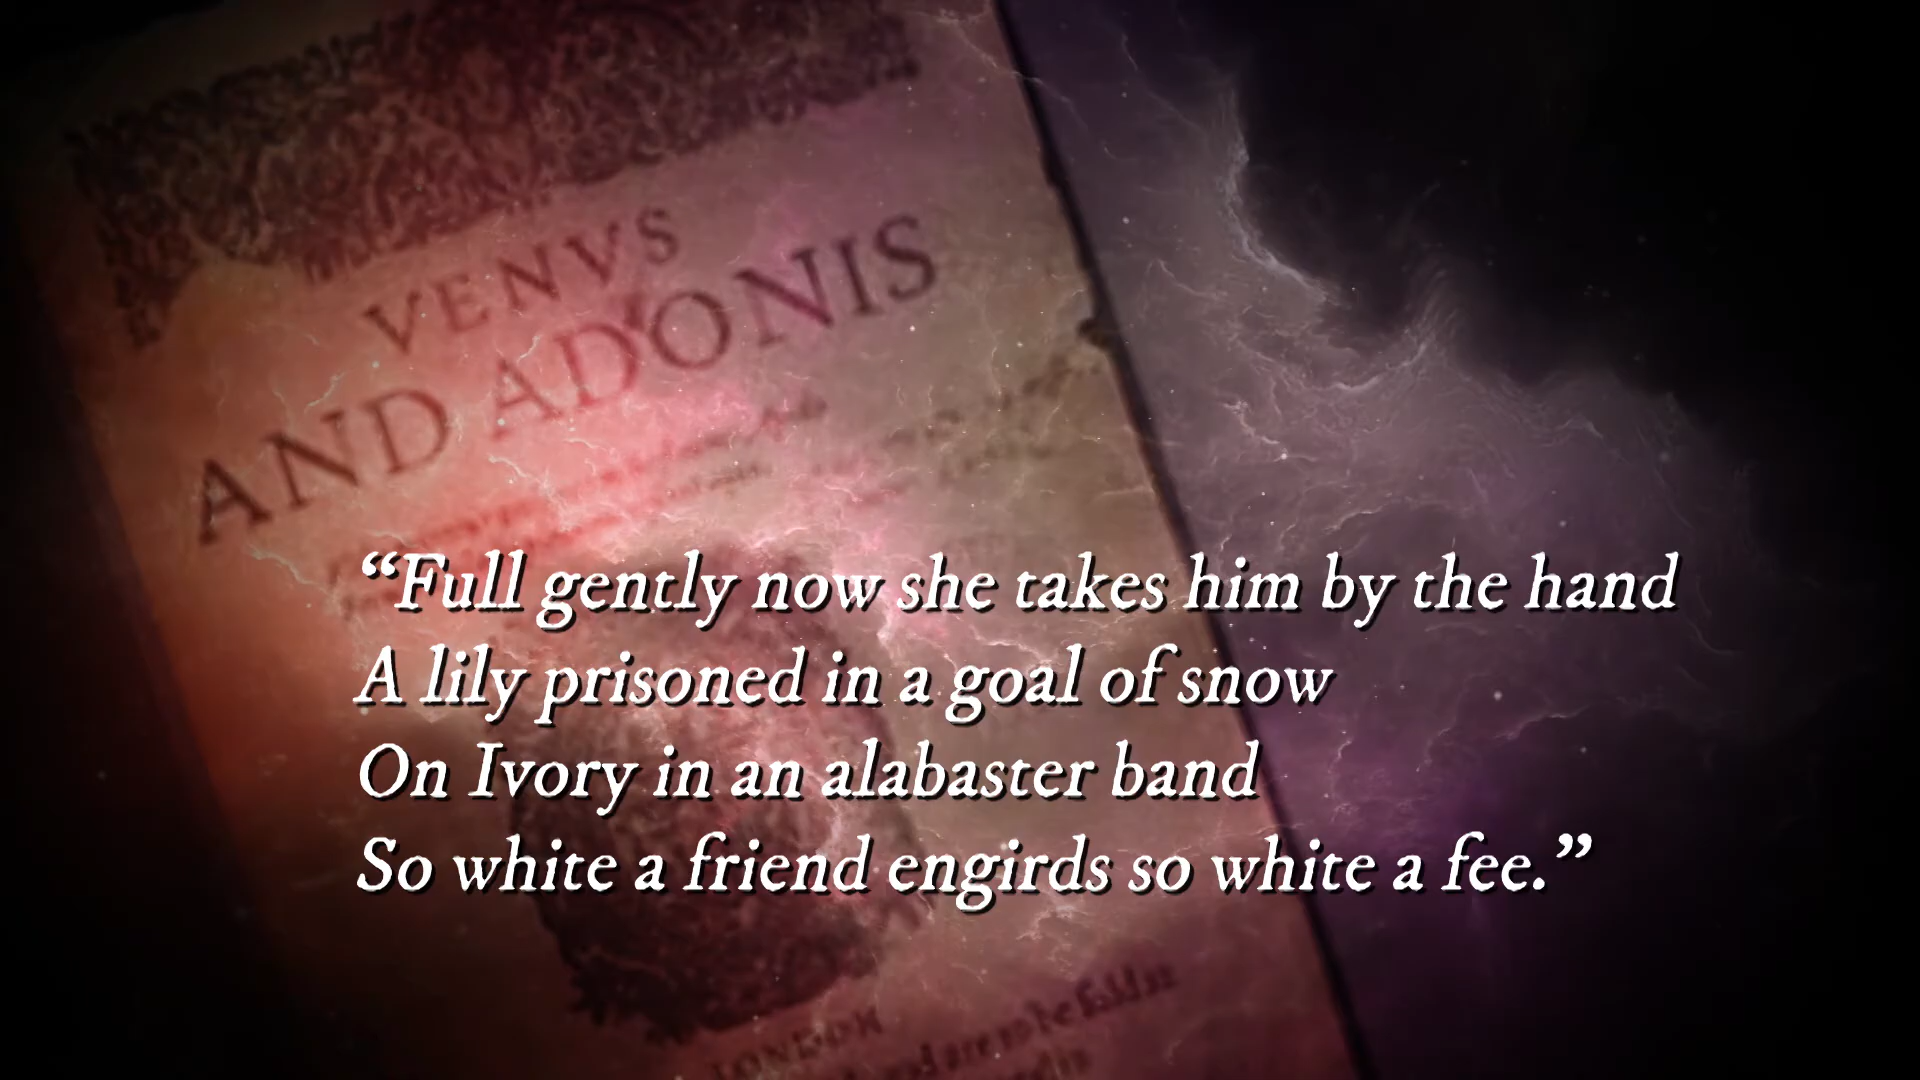 VENVS
AND ADONIS
“Full gently now she takes him by the hand
A lily prisoned in a goal of snow
On Ivory in an alabaster band
So white a friend engirds so white a fee.”
LONDON